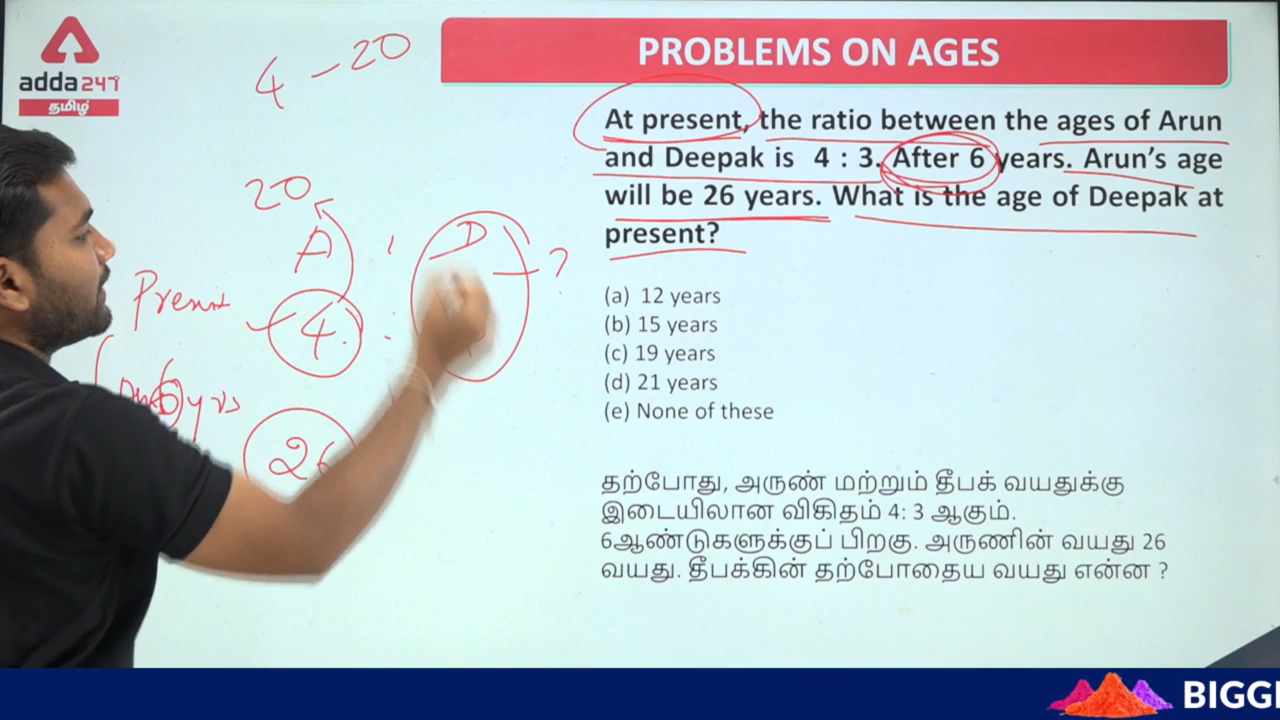 adda247
தமிழ்
PROBLEMS ON AGES
At present, the ratio between the ages of Arun
and Deepak is 4 : 3. After 6 years. Arun's age
will be 26 years. What is the age of Deepak at
present?
(a) 12 years
(b) 15 years
(c) 19 years
(d) 21 years
(e) None of these
தற்போது, அருண் மற்றும் தீபக் வயதுக்கு
இடையிலான விகிதம் 4: 3 ஆகும்.
6ஆண்டுகளுக்குப் பிறகு. அருணின் வயது 26
வயது. தீபக்கின் தற்போதைய வயது என்ன ?
4 - 20
20
A : D ?
Present 4 :
6 yrs
26
BIGG